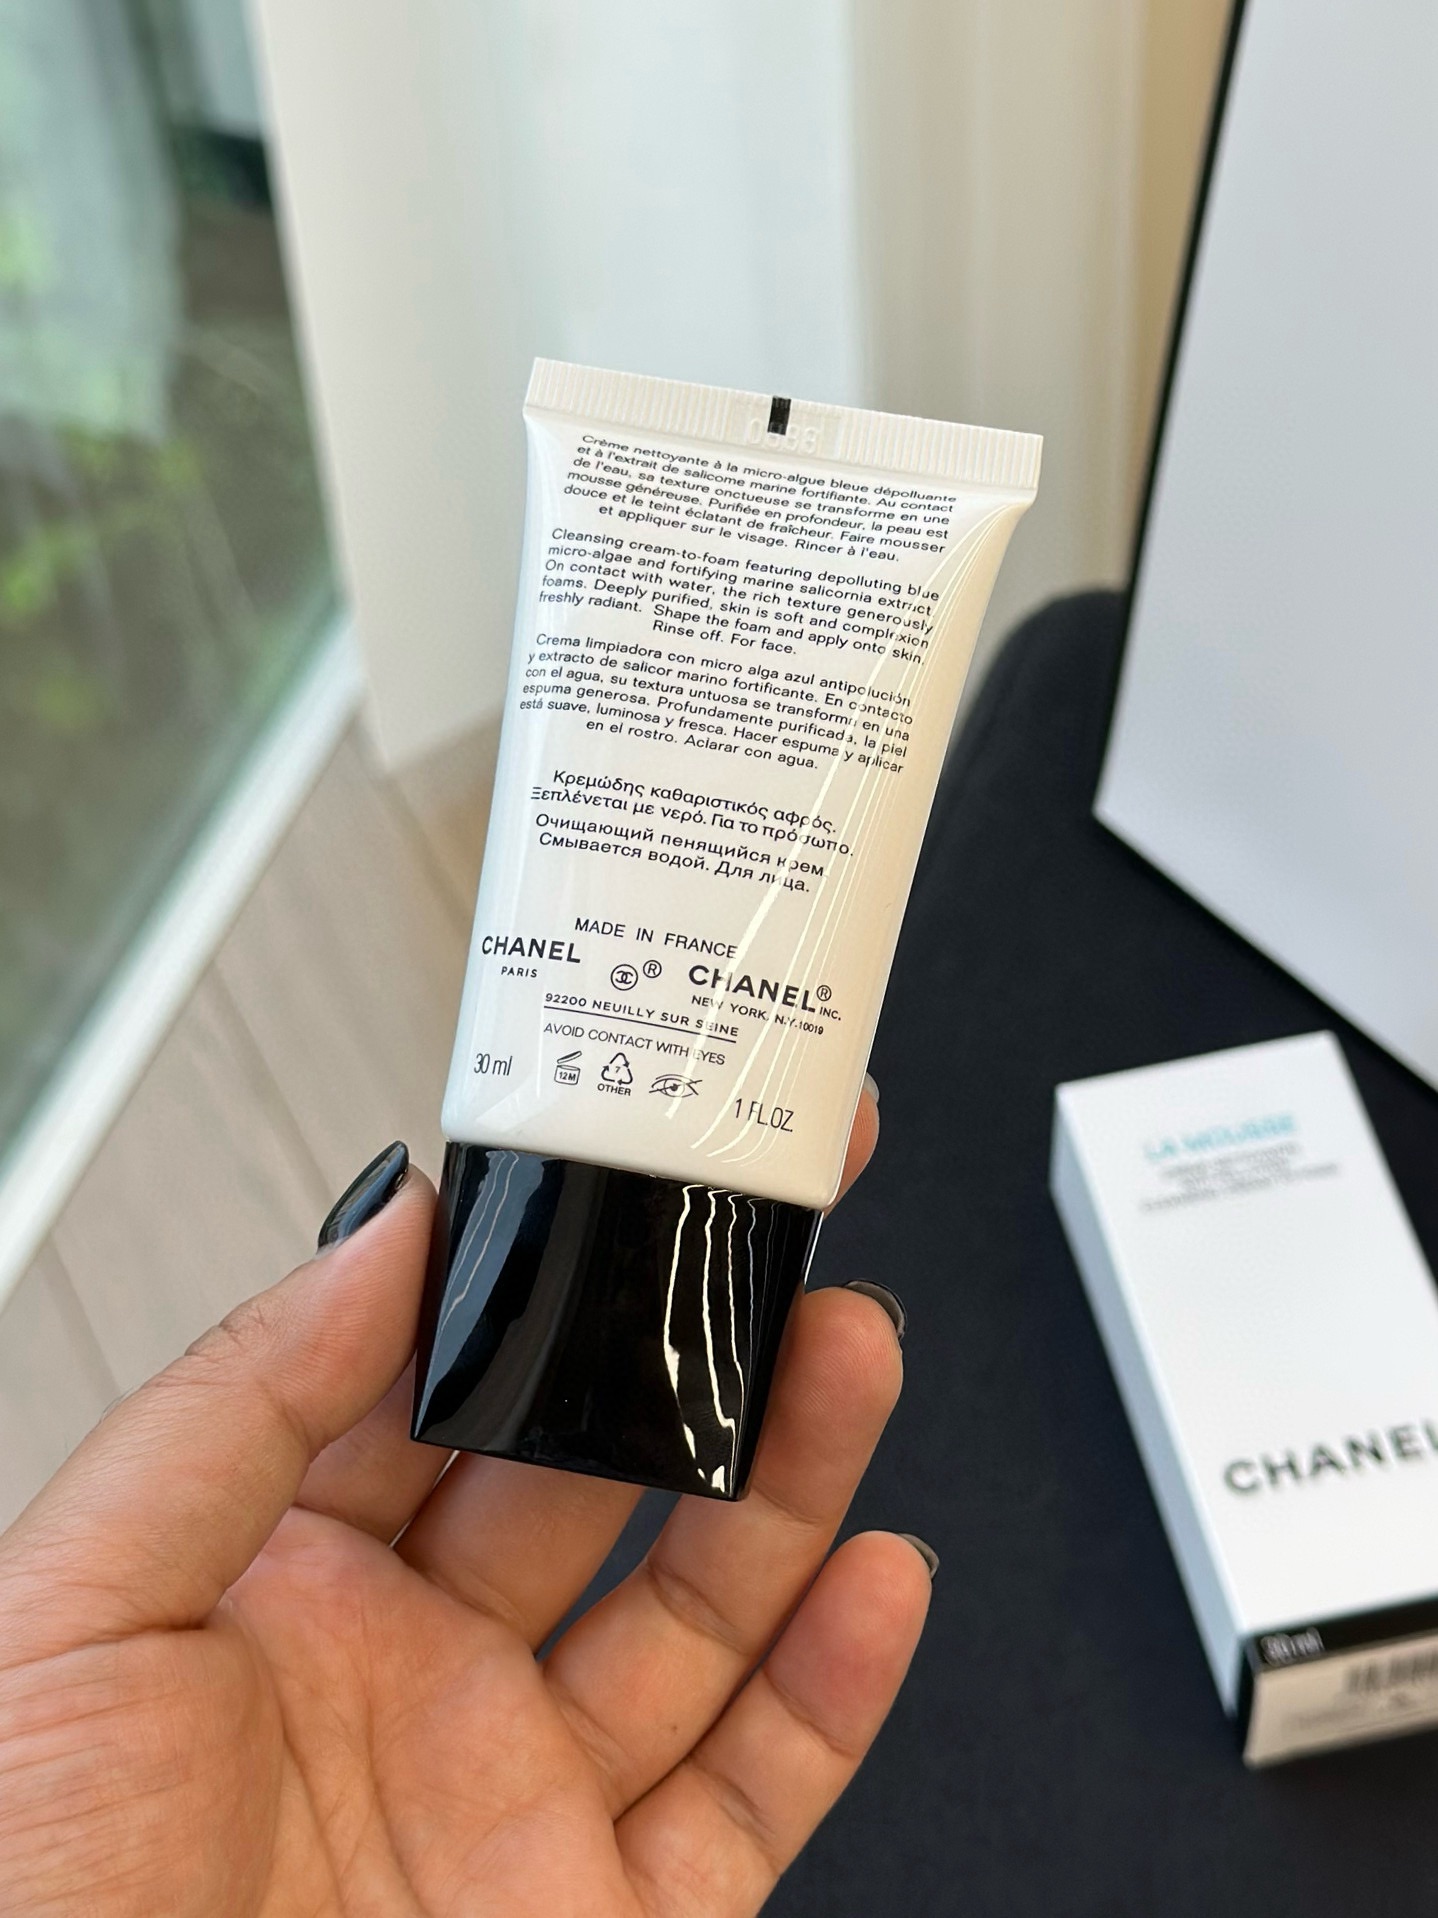 Crème nettoyante à la micro-algue bleue dépolluante
et à l'extrait de salicorne marine fortifiante. Au contact
de l'eau, sa texture onctueuse se transforme en une
mousse généreuse. Purifiée en profondeur, la peau est
douce et le teint éclatant de fraîcheur. Faire mousser
et appliquer sur le visage. Rincer à l'eau.
Cleansing cream-to-foam featuring depolluting blue
micro-algae and fortifying marine salicornia extract.
On contact with water, the rich texture generously
foams. Deeply purified, skin is soft and complexion
freshly radiant. Shape the foam and apply onto skin.
Rinse off. For face.
Crema limpiadora con micro alga azul antipolución
y extracto de salicor marino fortificante. En contacto
con el agua, su textura untuosa se transforma en una
espuma generosa. Profundamente purificada, la piel
está suave, luminosa y fresca. Hacer espuma y aplicar
en el rostro. Aclarar con agua.
Κρεμώδης καθαριστικός αφρός.
Ξεπλένεται με νερό. Για το πρόσωπο.
Очищающий пенящийся крем.
Смывается водой. Для лица.
MADE IN FRANCE
CHANEL
PARIS
®
CHANEL®
INC.
NEW YORK, N.Y.10019
92200 NEUILLY SUR SEINE
AVOID CONTACT WITH EYES
30 ml
12M
7
OTHER
1 FL.OZ.
LA MOUSSE
CHANEL
30 ml